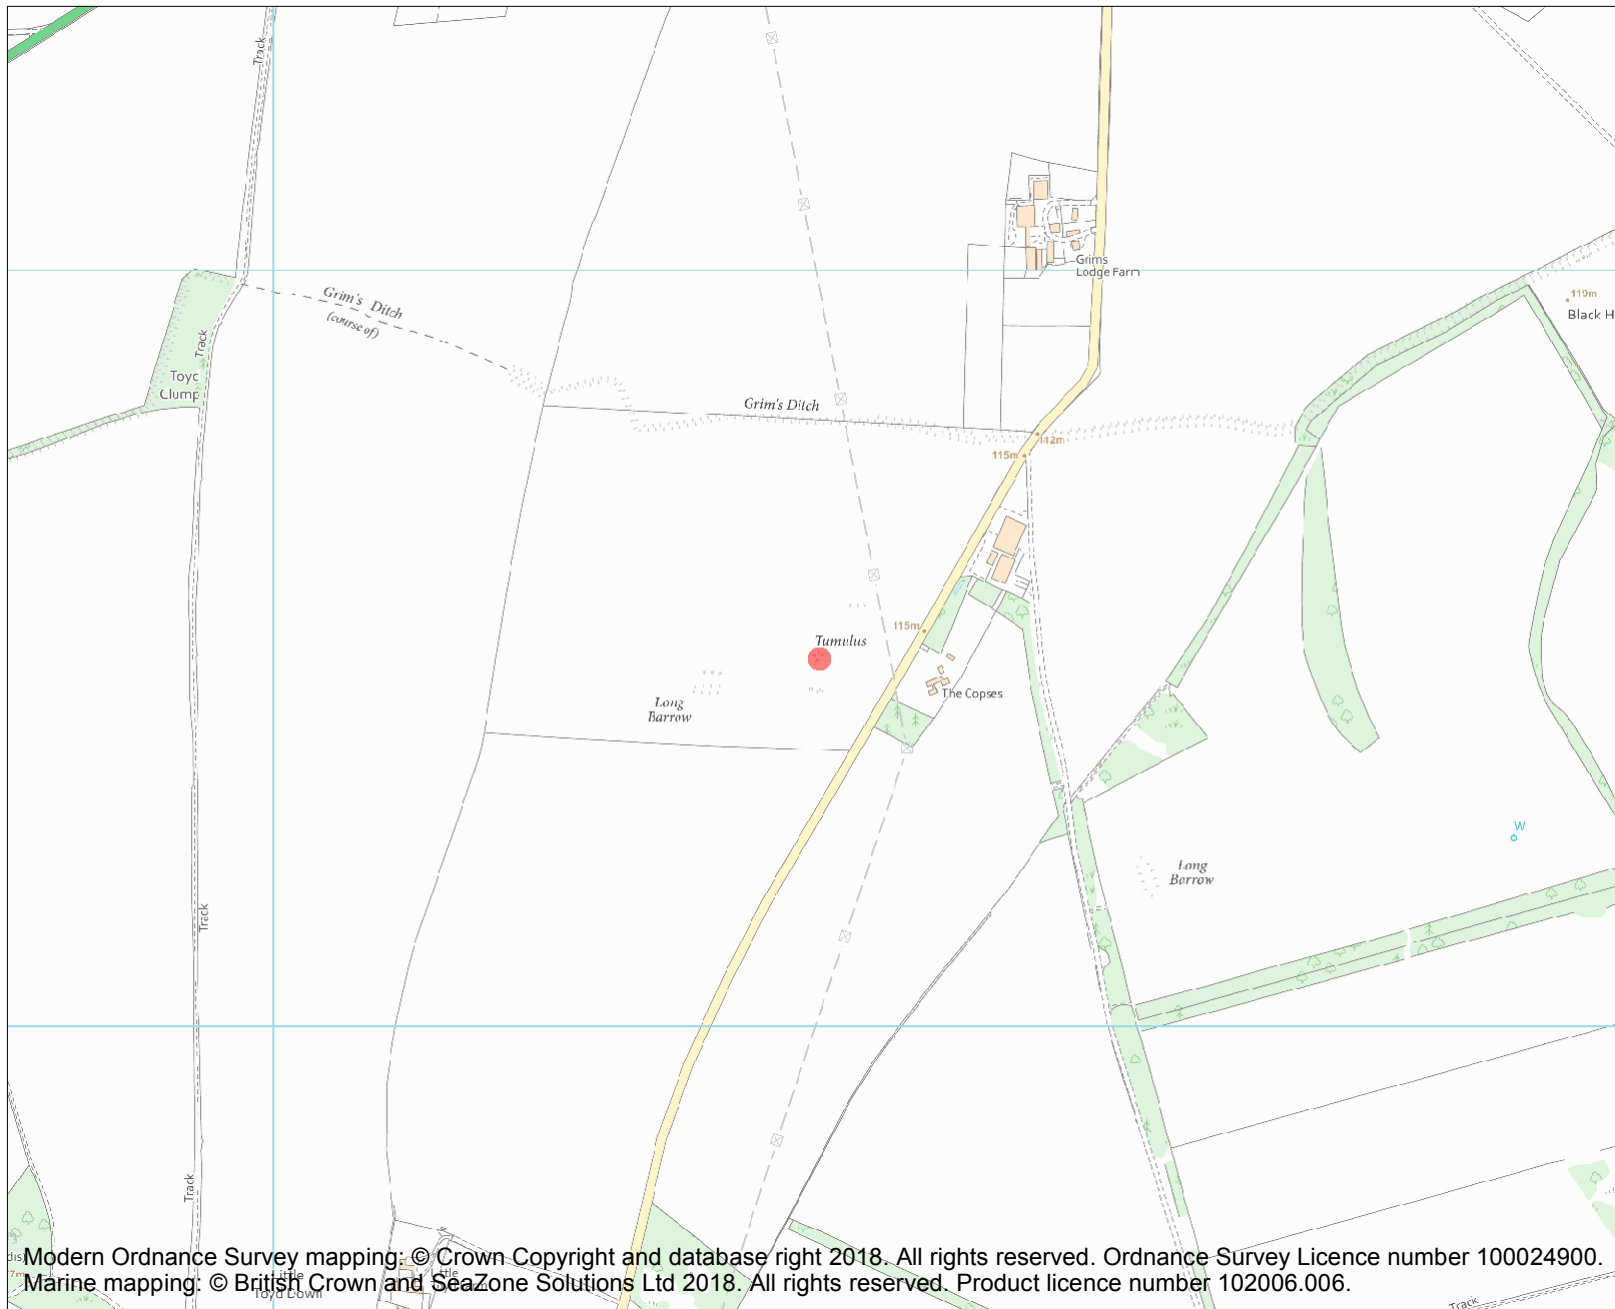 Track
Grims
Lodge Farm
Grim's Ditch
(course of)
119m
Black H
Track
Toyd
Clump
Grim's Ditch
112m
115m
115m
Tumulus
The Copses
Long
Barrow
W
Long
Barrow
Track
Track
Modern Ordnance Survey mapping: © Crown Copyright and database right 2018. All rights reserved. Ordnance Survey Licence number 100024900.
Marine mapping: © British Crown and SeaZone Solutions Ltd 2018. All rights reserved. Product licence number 102006.006.
Little
Toyd Down
Little
Track